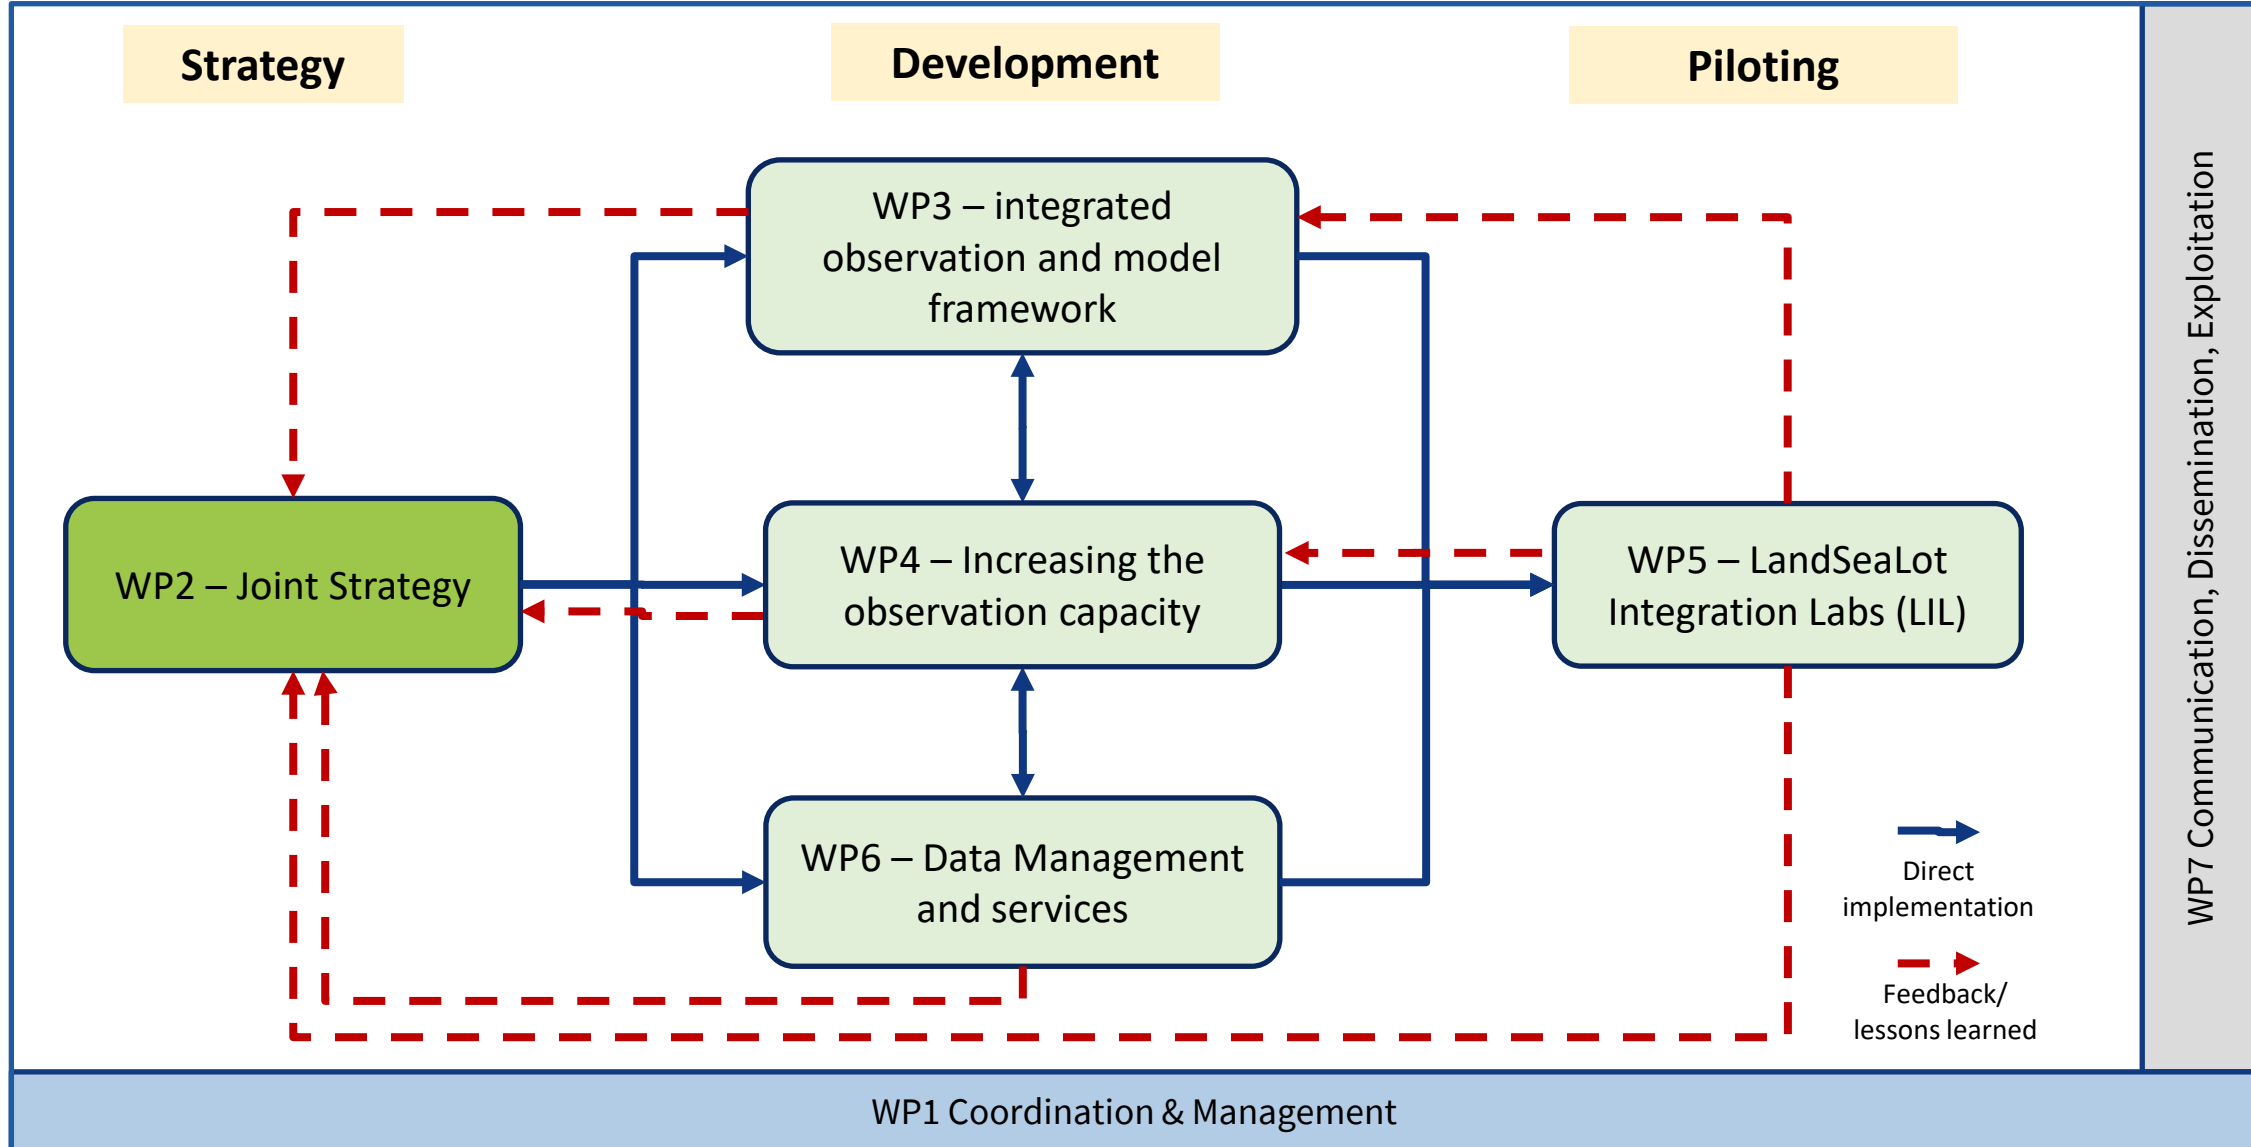 Strategy
Development
Piloting
WP3 – integrated
observation and model
framework
WP2 – Joint Strategy
WP4 – Increasing the
observation capacity
WP5 – LandSeaLot
Integration Labs (LIL)
WP6 – Data Management
and services
Direct
implementation
Feedback/
lessons learned
WP7 Communication, Dissemination, Exploitation
WP1 Coordination & Management